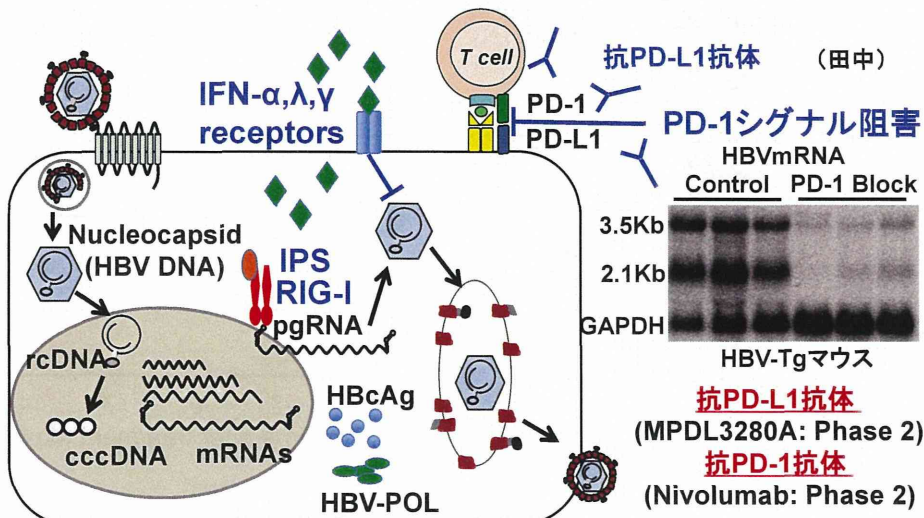 T cell
抗PD-L1抗体
（田中）
IFN-α,λ,γ
receptors
PD-1
PD-L1
PD-1シグナル阻害
HBVmRNA
Control PD-1 Block
3.5Kb
2.1Kb
GAPDH
HBV-Tgマウス
Nucleocapsid
(HBV DNA)
IPS
RIG-I
pgRNA
rcDNA
cccDNA
mRNAs
HBcAg
HBV-POL
抗PD-L1抗体
(MPDL3280A: Phase 2)
抗PD-1抗体
(Nivolumab: Phase 2)